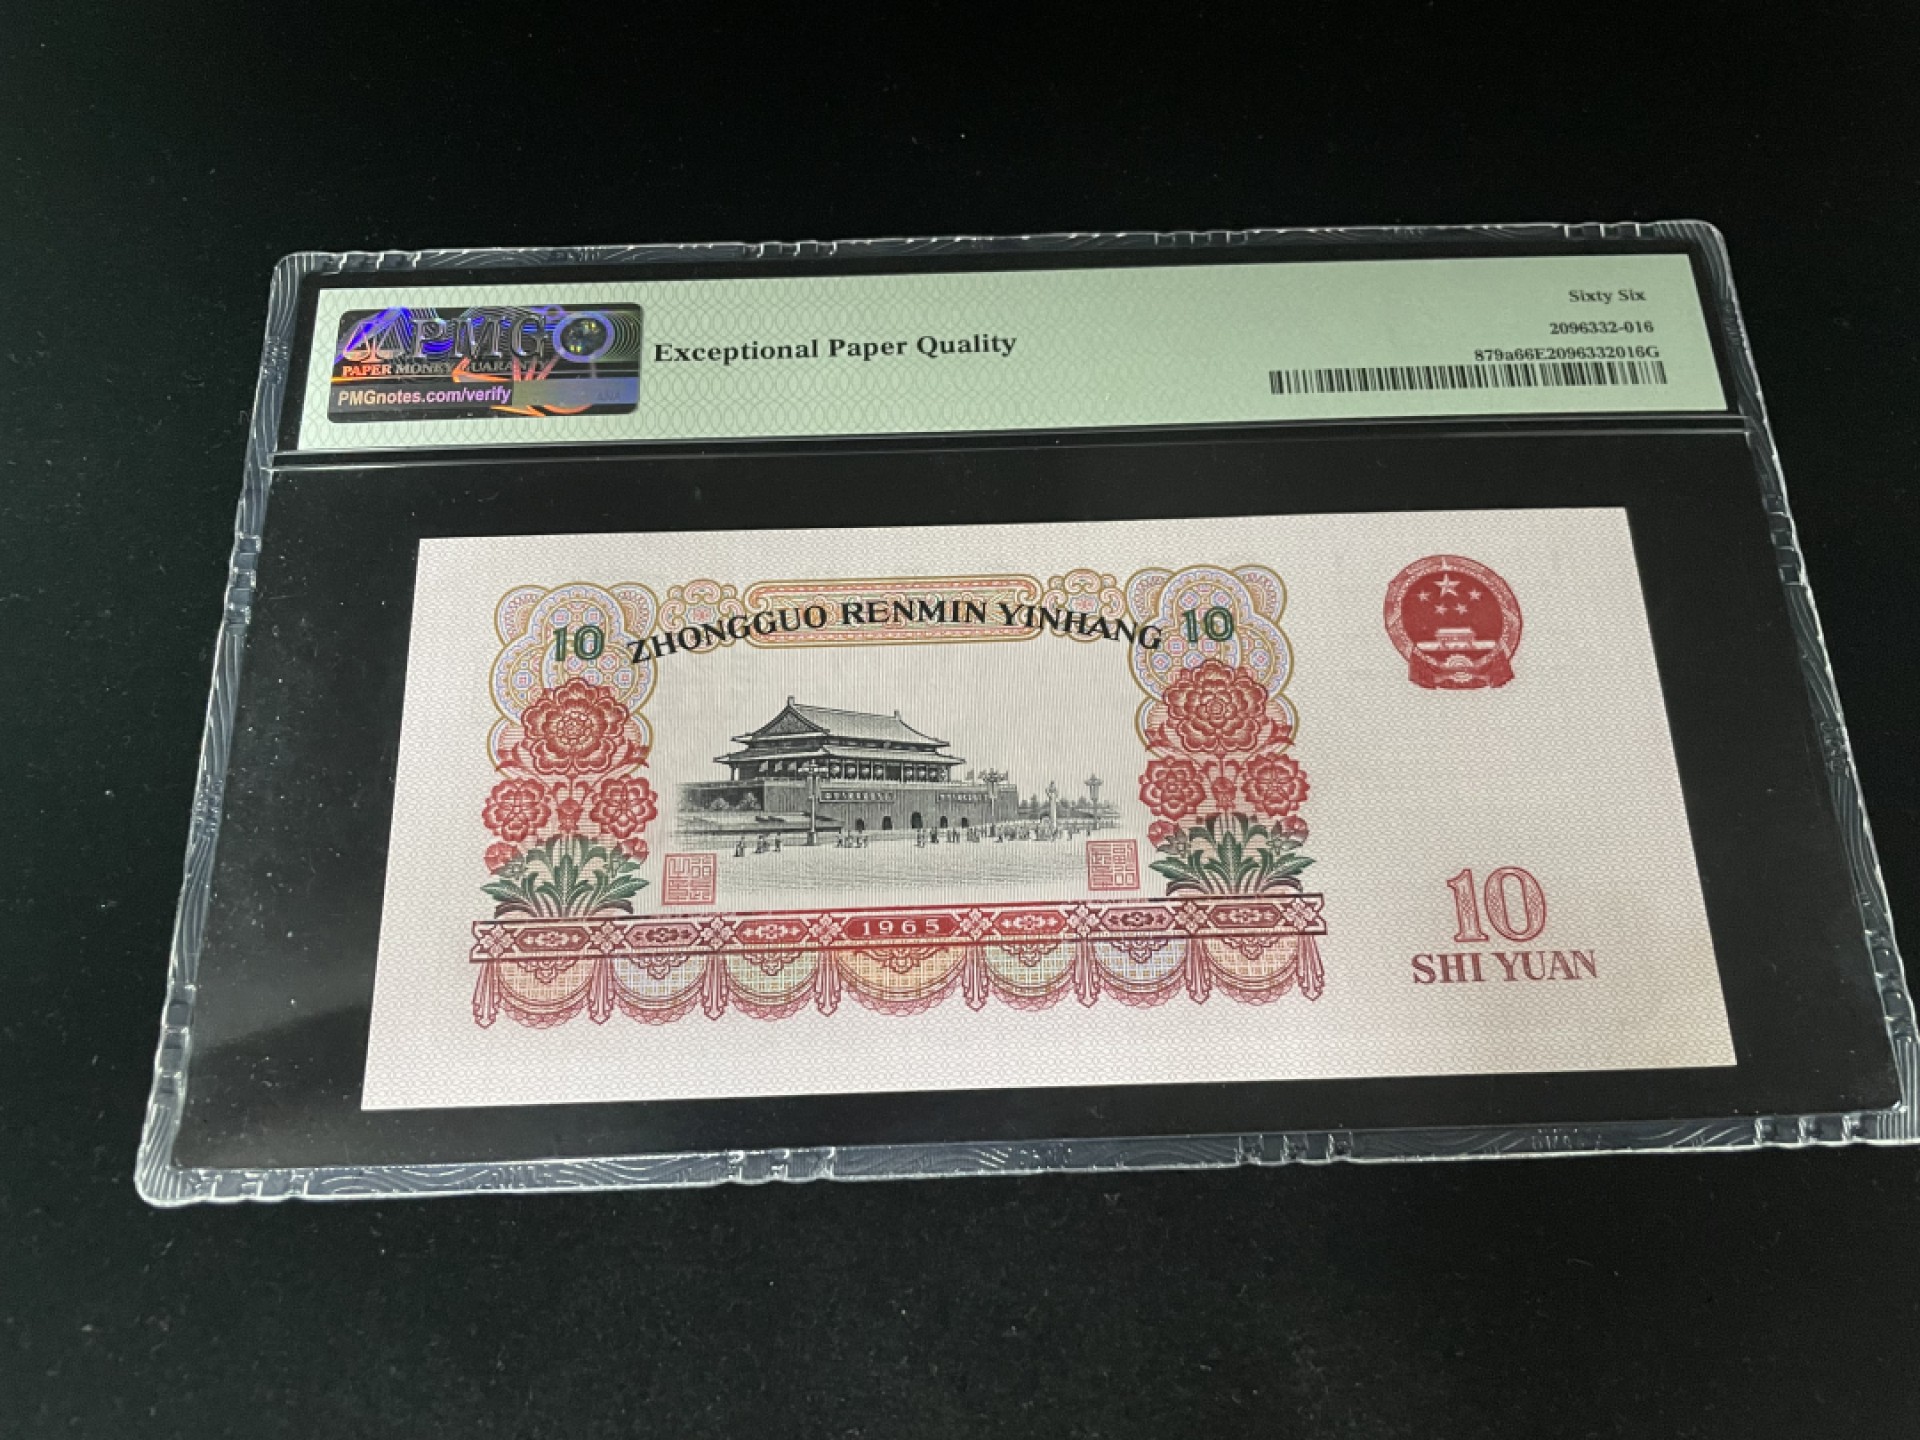 PMG
PAPER MONEY GUARANTY
PMGnotes.com/verify
Exceptional Paper Quality
Sixty Six
2096332-016
879a66E2096332016G
10 ZHONGGUO RENMIN YINHANG 10
1965
10
SHI YUAN